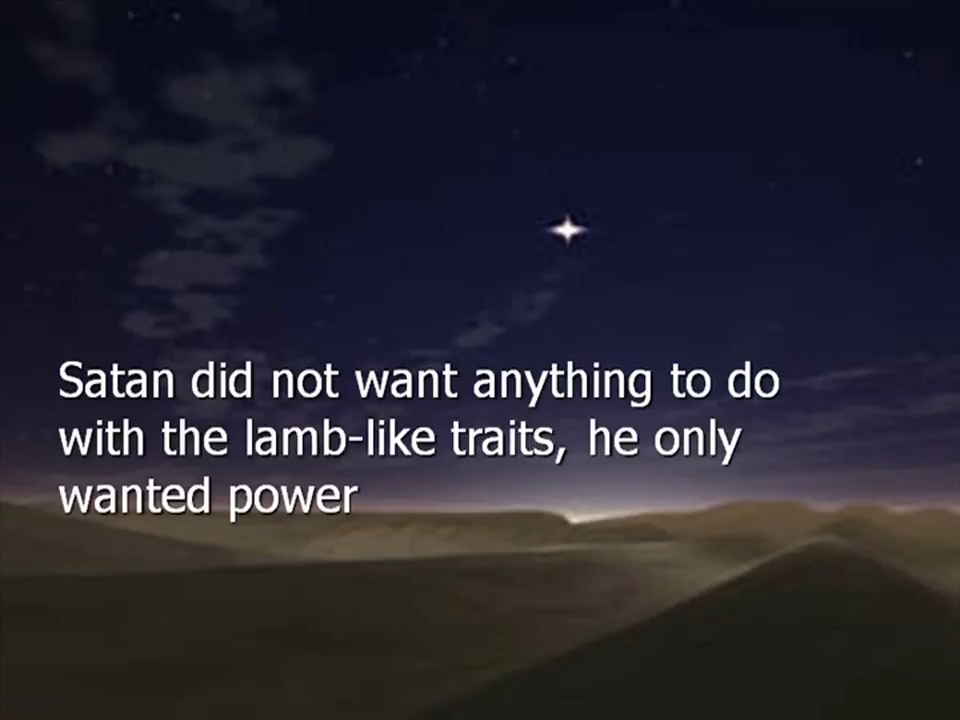 Satan did not want anything to do
with the lamb-like traits, he only
wanted power